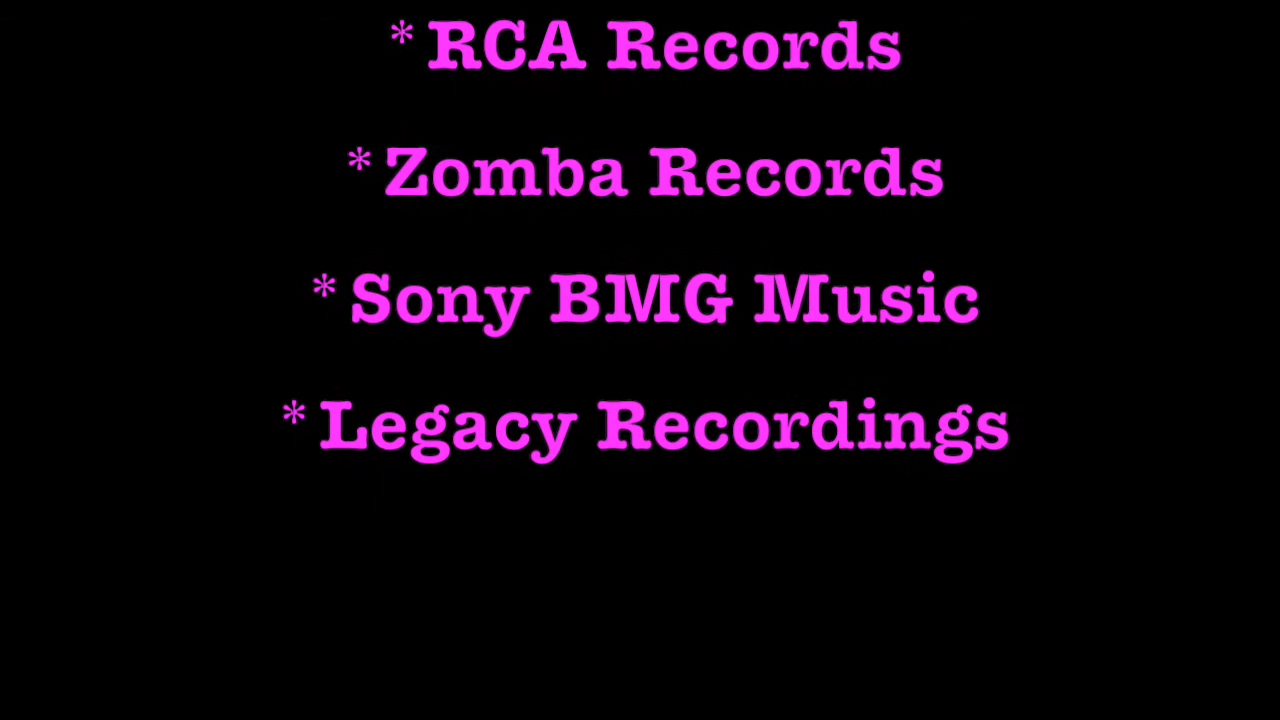 * RCA Records
* Zomba Records
* Sony BMG Music
* Legacy Recordings